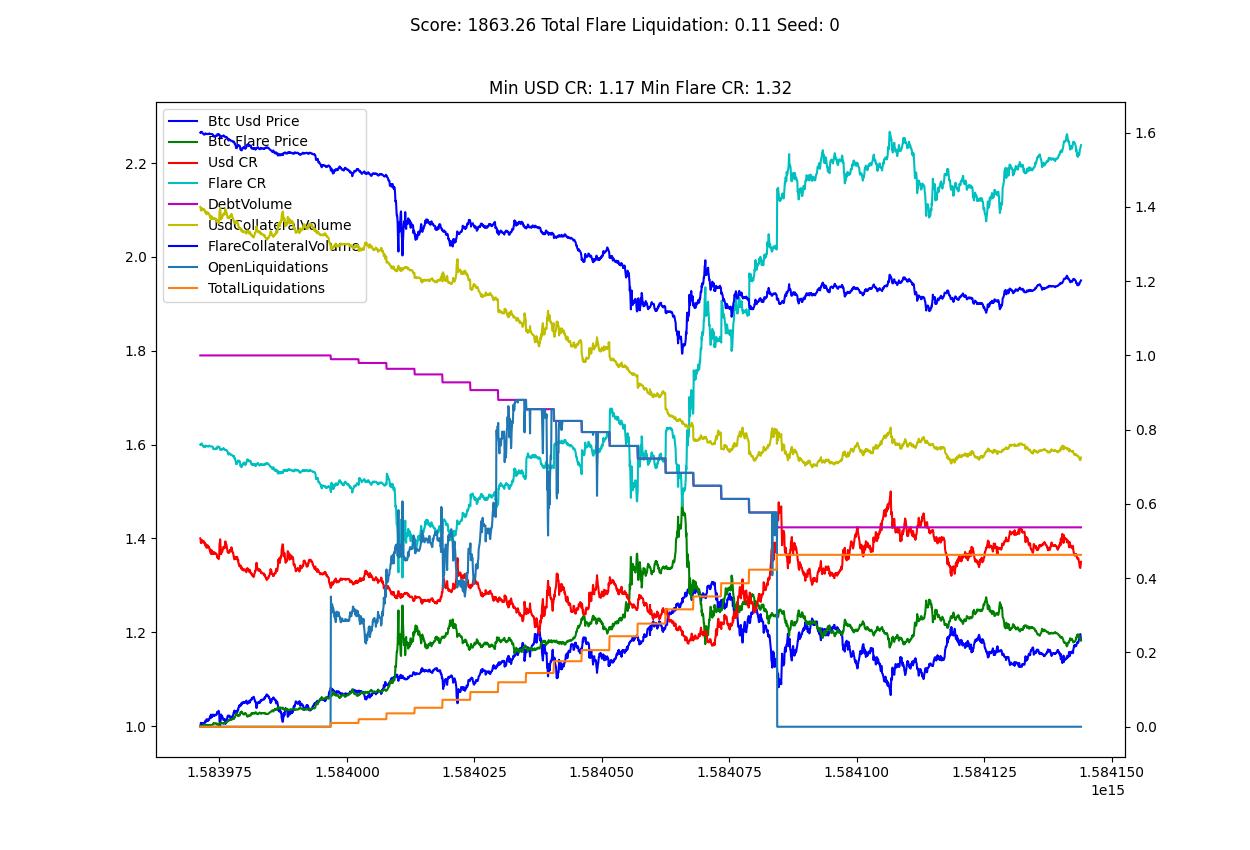 Score: 1863.26 Total Flare Liquidation: 0.11 Seed: 0
Min USD CR: 1.17 Min Flare CR: 1.32
Btc Usd Price
Btc Flare Price
Usd CR
Flare CR
DebtVolume
UsdCollateralVolume
FlareCollateralVolume
OpenLiquidations
TotalLiquidations
2.2
2.0
1.8
1.6
1.4
1.2
1.0
1.6
1.4
1.2
1.0
0.8
0.6
0.4
0.2
0.0
1.583975 1.584000 1.584025 1.584050 1.584075 1.584100 1.584125 1.584150
1e15